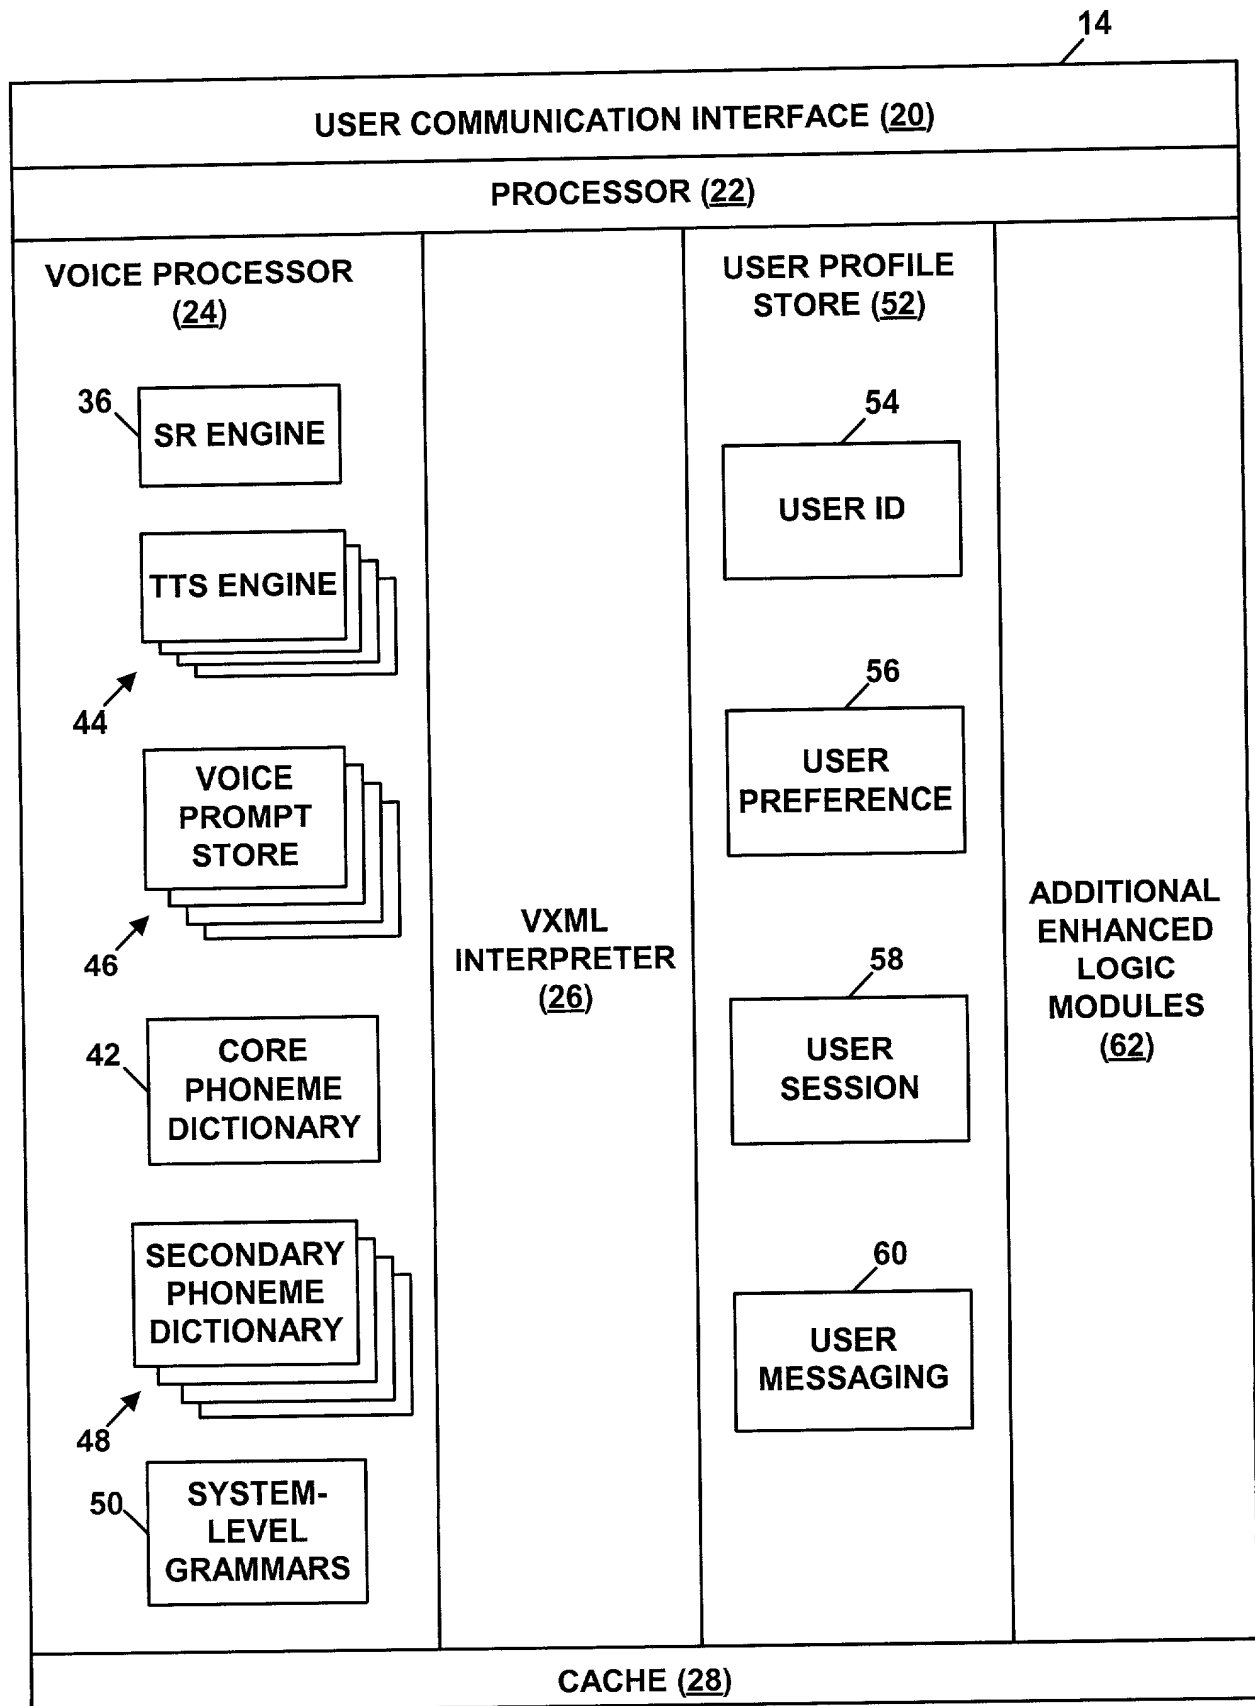 14
USER COMMUNICATION INTERFACE (20)
PROCESSOR (22)
VOICE PROCESSOR
(24)
36
SR ENGINE
TTS ENGINE
44
VOICE
PROMPT
STORE
46
42
CORE
PHONEME
DICTIONARY
SECONDARY
PHONEME
DICTIONARY
48
50
SYSTEM-
LEVEL
GRAMMARS
VXML
INTERPRETER
(26)
USER PROFILE
STORE (52)
54
USER ID
56
USER
PREFERENCE
58
USER
SESSION
60
USER
MESSAGING
ADDITIONAL
ENHANCED
LOGIC
MODULES
(62)
CACHE (28)